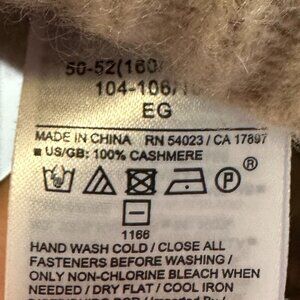 50-52(160/
104-106/
EG
MADE IN CHINA RN 54023 / CA 17897
■ US/GB: 100% CASHMERE
P
®
1166
HAND WASH COLD / CLOSE ALL
FASTENERS BEFORE WASHING /
ONLY NON-CHLORINE BLEACH WHEN
NEEDED / DRY FLAT / COOL IRON